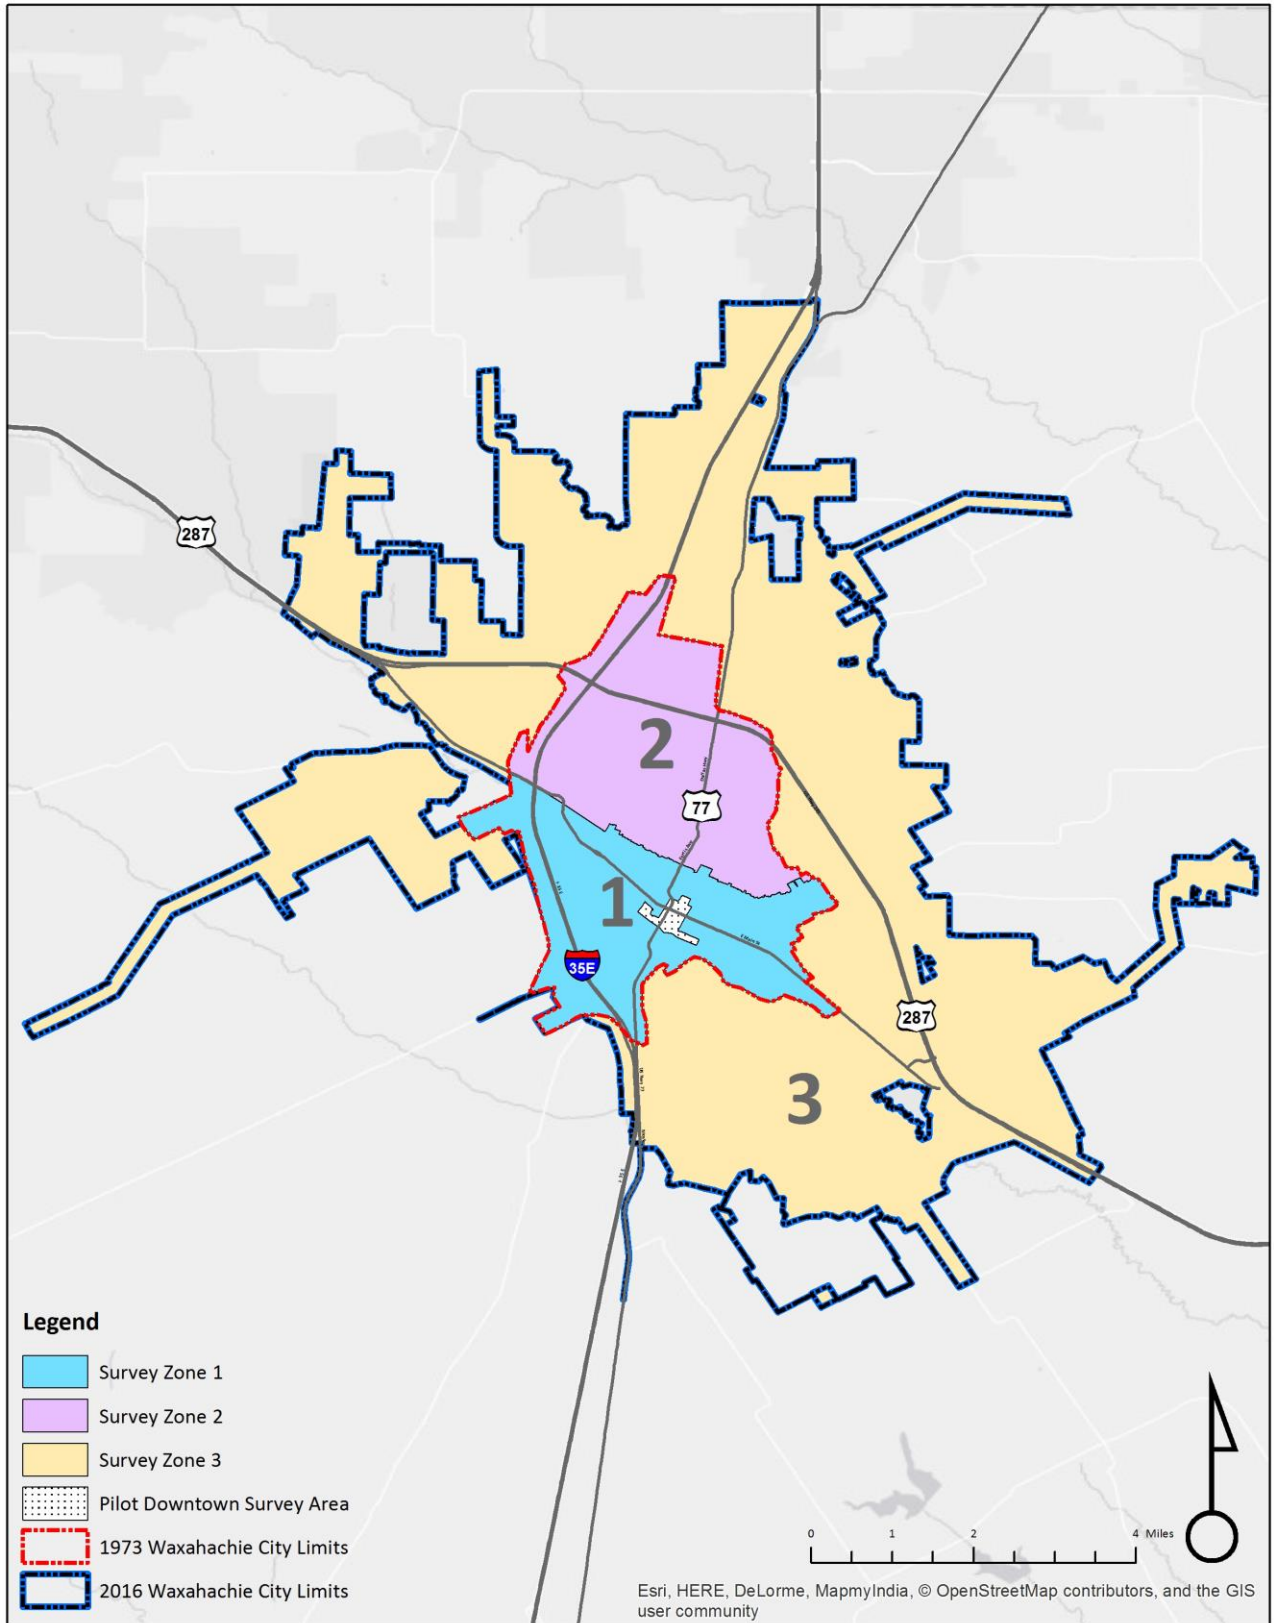 287
2
77
1
35E
287
3
Legend
Survey Zone 1
Survey Zone 2
Survey Zone 3
Pilot Downtown Survey Area
1973 Waxahachie City Limits
2016 Waxahachie City Limits
0 1 2 4 Miles
Esri, HERE, DeLorme, MapmyIndia, © OpenStreetMap contributors, and the GIS
user community